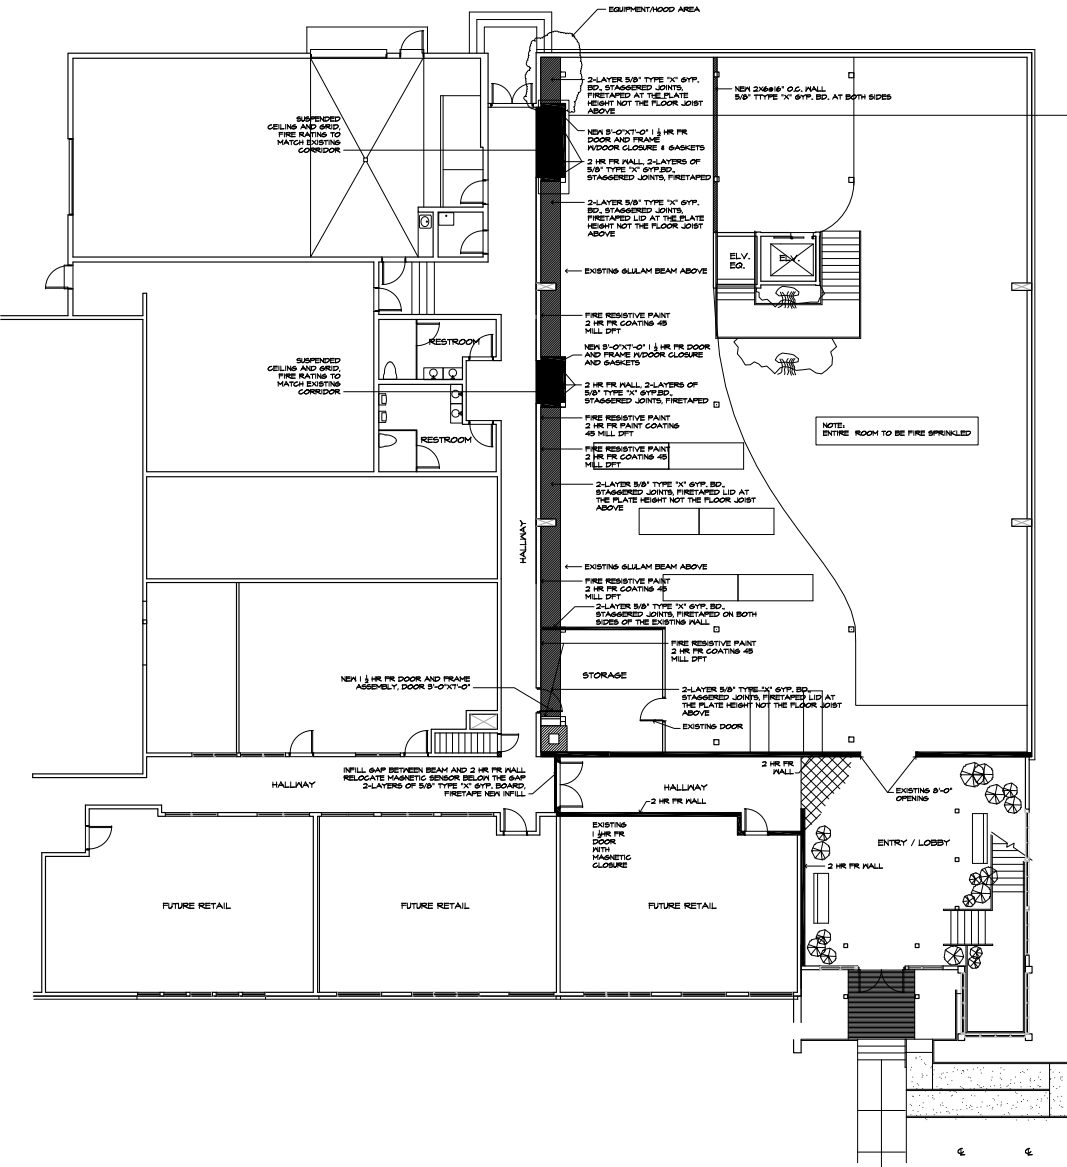 EQUIPMENT/HOOD AREA
2-LAYER 5/8" TYPE "X" GYP.
BD., STAGGERED JOINTS,
FIRETAPED AT THE PLATE
HEIGHT NOT THE FLOOR JOIST
ABOVE
NEW 2X6@16" O.C. WALL
5/8" TTYPE "X" GYP. BD. AT BOTH SIDES
SUSPENDED
CEILING AND GRID,
FIRE RATING TO
MATCH EXISTING
CORRIDOR
NEW 3'-0"X7'-0" 1 1/2 HR FR
DOOR AND FRAME
W/DOOR CLOSURE & GASKETS
2 HR FR WALL, 2-LAYERS OF
5/8" TYPE "X" GYP.BD.,
STAGGERED JOINTS, FIRETAPED
2-LAYER 5/8" TYPE "X" GYP.
BD., STAGGERED JOINTS,
FIRETAPED LID AT THE PLATE
HEIGHT NOT THE FLOOR JOIST
ABOVE
ELV.
EQ.
ELV.
EXISTING GLULAM BEAM ABOVE
FIRE RESISTIVE PAINT
2 HR FR COATING 45
MILL DFT
RESTROOM
NEW 3'-0"X7'-0" 1 1/2 HR FR DOOR
AND FRAME W/DOOR CLOSURE
AND GASKETS
SUSPENDED
CEILING AND GRID,
FIRE RATING TO
MATCH EXISTING
CORRIDOR
2 HR FR WALL, 2-LAYERS OF
5/8" TYPE "X" GYP.BD.,
STAGGERED JOINTS, FIRETAPED
FIRE RESISTIVE PAINT
2 HR FR PAINT COATING
45 MILL DFT
NOTE:
ENTIRE ROOM TO BE FIRE SPRINKLED
RESTROOM
FIRE RESISTIVE PAINT
2 HR FR COATING 45
MILL DFT
2-LAYER 5/8" TYPE "X" GYP. BD.,
STAGGERED JOINTS, FIRETAPED LID AT
THE PLATE HEIGHT NOT THE FLOOR JOIST
ABOVE
HALLWAY
EXISTING GLULAM BEAM ABOVE
FIRE RESISTIVE PAINT
2 HR FR COATING 45
MILL DFT
2-LAYER 5/8" TYPE "X" GYP. BD.,
STAGGERED JOINTS, FIRETAPED ON BOTH
SIDES OF THE EXISTING WALL
FIRE RESISTIVE PAINT
2 HR FR COATING 45
MILL DFT
STORAGE
NEW 1 1/2 HR FR DOOR AND FRAME
ASSEMBLY, DOOR 3'-0"X7'-0"
2-LAYER 5/8" TYPE "X" GYP. BD.,
STAGGERED JOINTS, FIRETAPED LID AT
THE PLATE HEIGHT NOT THE FLOOR JOIST
ABOVE
EXISTING DOOR
INFILL GAP BETWEEN BEAM AND 2 HR FR WALL
RELOCATE MAGNETIC SENSOR BELOW THE GAP
2-LAYERS OF 5/8" TYPE "X" GYP. BOARD,
FIRETAPE NEW INFILL
2 HR FR
WALL
HALLWAY
HALLWAY
EXISTING 8'-0"
OPENING
2 HR FR WALL
EXISTING
1 1/2 HR FR
DOOR
WITH
MAGNETIC
CLOSURE
ENTRY / LOBBY
2 HR FR WALL
FUTURE RETAIL
FUTURE RETAIL
FUTURE RETAIL
℄
℄